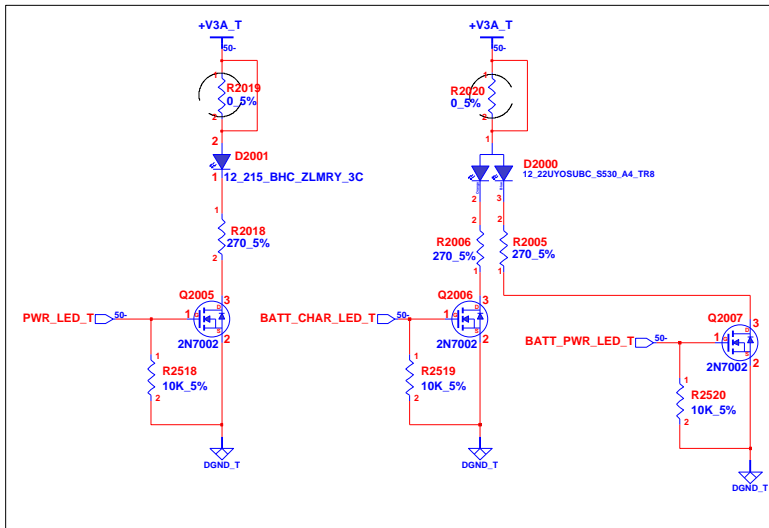 +V3A_T
50-
1
R2019
0_5%
2
2
D2001
1
12_215_BHC_ZLMRY_3C
1
R2018
270_5%
2
Q2005
3
D
PWR_LED_T
50-
1
G
S
2N7002
2
1
R2518
10K_5%
2
DGND_T
+V3A_T
50-
1
R2020
0_5%
2
1
D2000
12_22UYOSUBC_S530_A4_TR8
2
3
2
R2006
270_5%
1
2
R2005
270_5%
1
Q2006
3
D
BATT_CHAR_LED_T
50-
1
G
S
2N7002
2
1
R2519
10K_5%
2
DGND_T
Q2007
3
D
BATT_PWR_LED_T
50-
1
G
S
2N7002
2
1
R2520
10K_5%
2
DGND_T